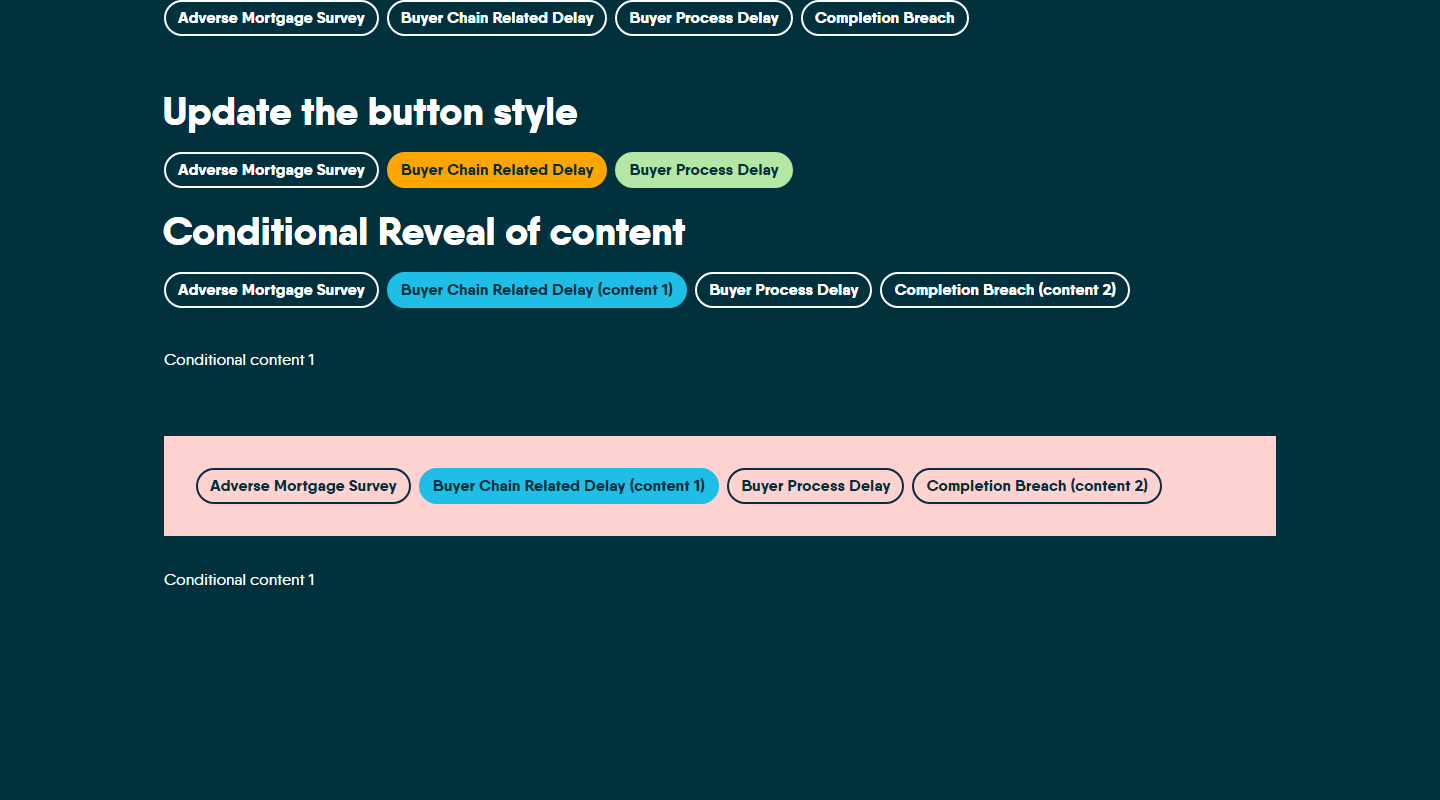 Adverse Mortgage Survey Buyer Chain Related Delay Buyer Process Delay Completion Breach
Update the button style
Adverse Mortgage Survey Buyer Chain Related Delay Buyer Process Delay
Conditional Reveal of content
Adverse Mortgage Survey Buyer Chain Related Delay (content 1) Buyer Process Delay Completion Breach (content 2)
Conditional content 1
Adverse Mortgage Survey Buyer Chain Related Delay (content 1) Buyer Process Delay Completion Breach (content 2)
Conditional content 1